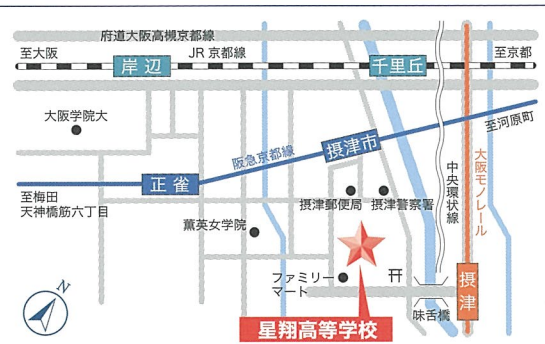 府道大阪高槻京都線
至大阪
JR 京都線
至京都
岸辺
千里丘
大阪学院大
至河原町
摂津市
阪急京都線
正雀
中央環状線
大阪モノレール
至梅田
天神橋筋六丁目
摂津郵便局
摂津警察署
薫英女学院
ファミリー
マート
摂津
味舌橋
N
星翔高等学校